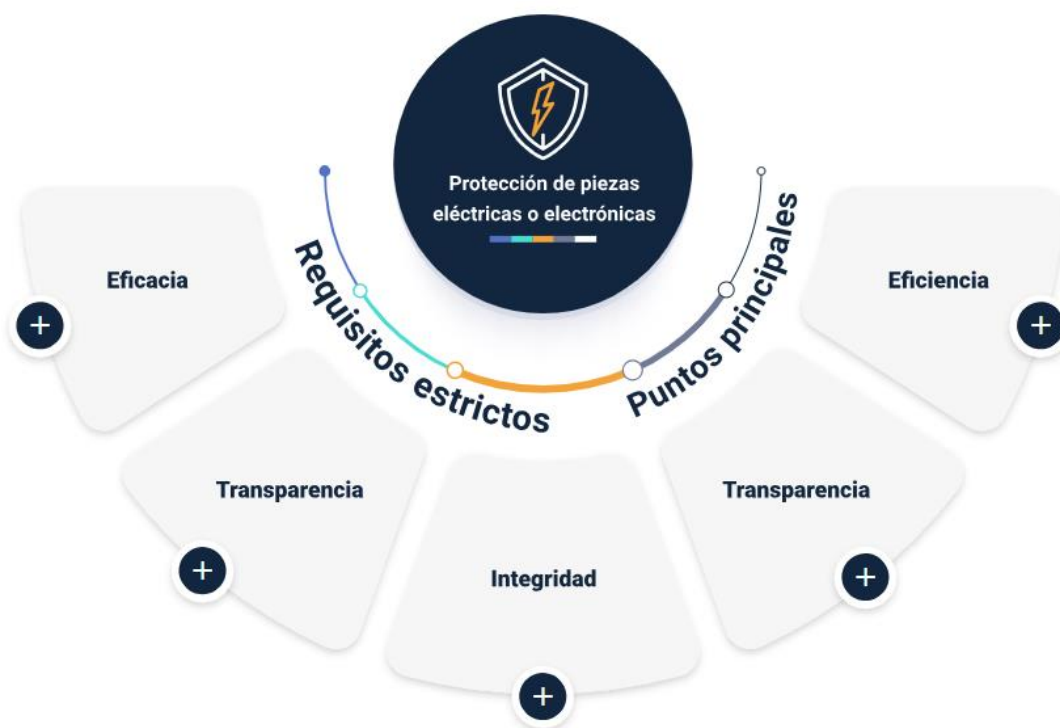 Protección de piezas
eléctricas o electrónicas
Requisitos estrictos
Puntos principales
Eficacia
Transparencia
Integridad
Transparencia
Eficiencia